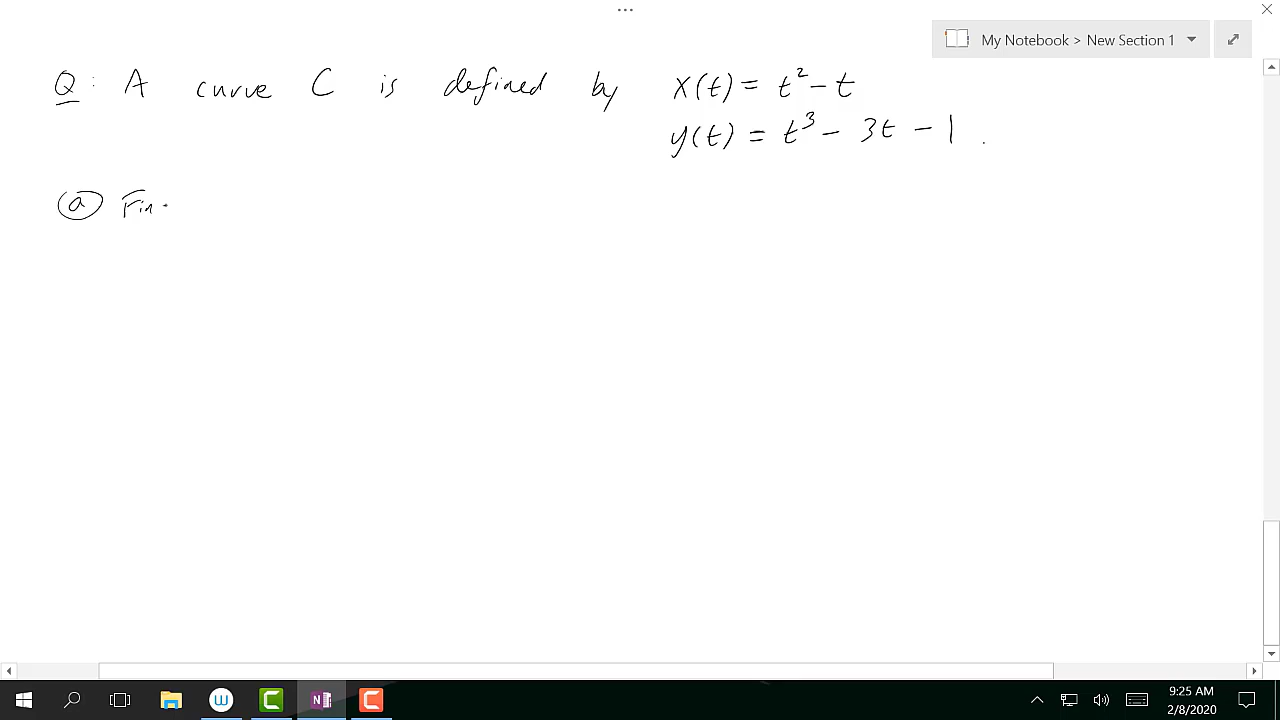 My Notebook > New Section 1
Q: A curve C is defined by x(t) = t² - t
y(t) = t³ - 3t - 1.
(a) Fin
9:25 AM
2/8/2020